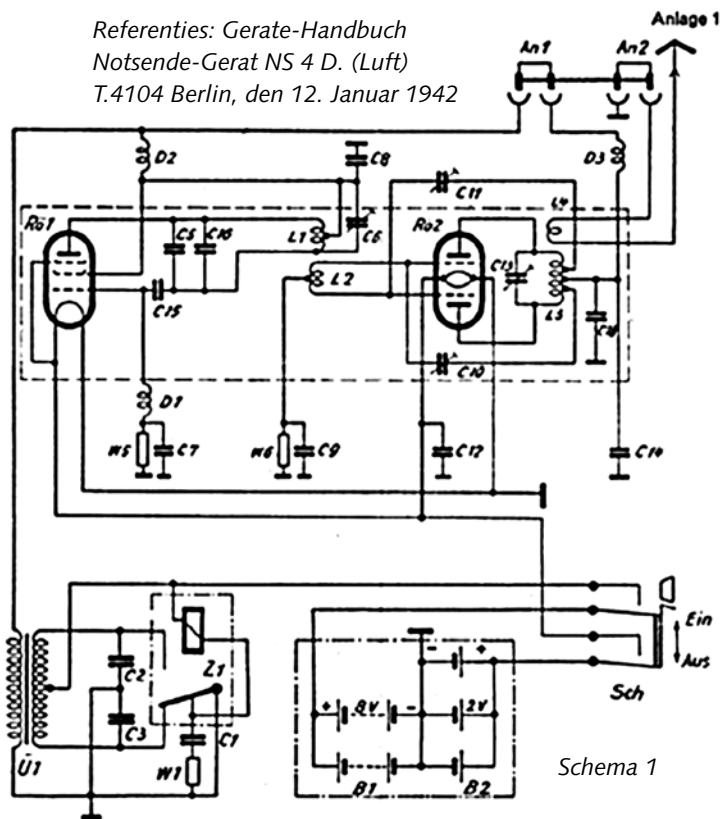 Referenties: Gerate-Handbuch
Notsende-Gerat NS 4 D. (Luft)
T.4104 Berlin, den 12. Januar 1942
Anlage 1
An1 An2
D2 C8 D3
C11
Rö1 C5 C16 L1 C6 Rö2 L4
C15 L2 C13
L3
C10
D1
W5 C7 W6 C9 C12 C14
Ein
Z1 - +
Aus
C2
Sch
+ 8V - 2V
C3 C1
Ü1 W1 B1 B2
Schema 1